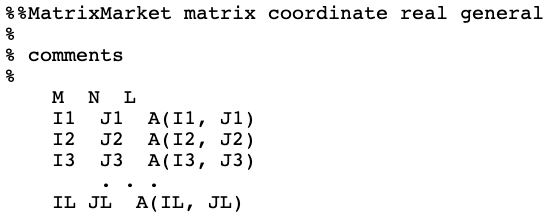 %%MatrixMarket matrix coordinate real general
%
% comments
%
M N L
I1 J1 A(I1, J1)
I2 J2 A(I2, J2)
I3 J3 A(I3, J3)
. . .
IL JL A(IL, JL)